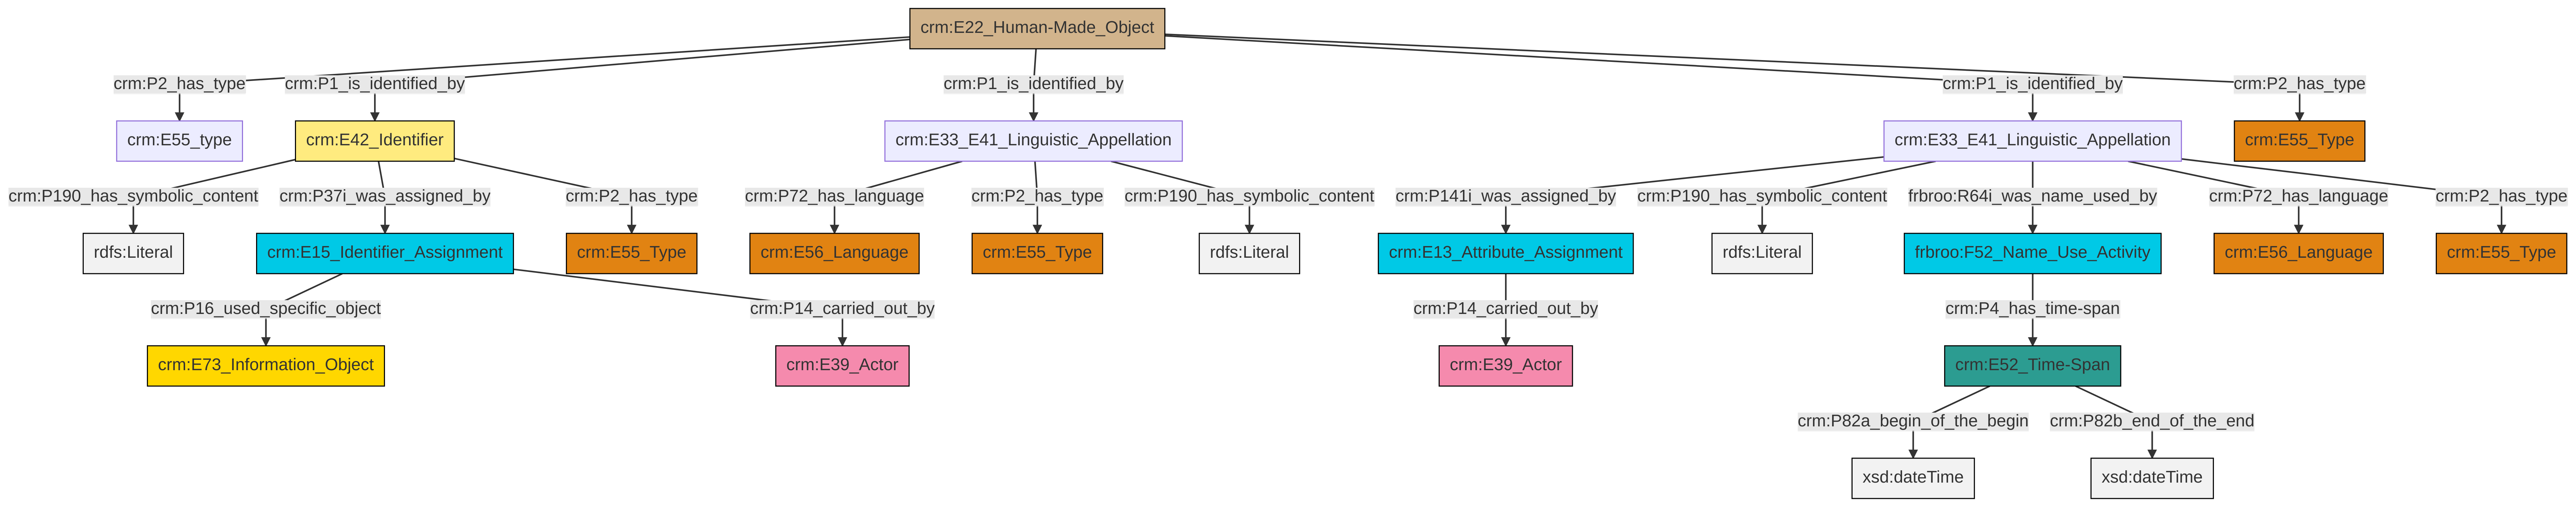 crm:E22_Human-Made_Object
crm:P2_has_type
crm:P1_is_identified_by
crm:P1_is_identified_by
crm:P1_is_identified_by
crm:P2_has_type
crm:E55_type
crm:E42_Identifier
crm:E33_E41_Linguistic_Appellation
crm:E33_E41_Linguistic_Appellation
crm:E55_Type
crm:P190_has_symbolic_content
crm:P37i_was_assigned_by
crm:P2_has_type
crm:P72_has_language
crm:P2_has_type
crm:P190_has_symbolic_content
crm:P141i_was_assigned_by
crm:P190_has_symbolic_content
frbroo:R64i_was_name_used_by
crm:P72_has_language
crm:P2_has_type
rdfs:Literal
crm:E15_Identifier_Assignment
crm:E55_Type
crm:E56_Language
crm:E55_Type
rdfs:Literal
crm:E13_Attribute_Assignment
rdfs:Literal
frbroo:F52_Name_Use_Activity
crm:E56_Language
crm:E55_Type
crm:P16_used_specific_object
crm:P14_carried_out_by
crm:P14_carried_out_by
crm:P4_has_time-span
crm:E73_Information_Object
crm:E39_Actor
crm:E39_Actor
crm:E52_Time-Span
crm:P82a_begin_of_the_begin
crm:P82b_end_of_the_end
xsd:dateTime
xsd:dateTime